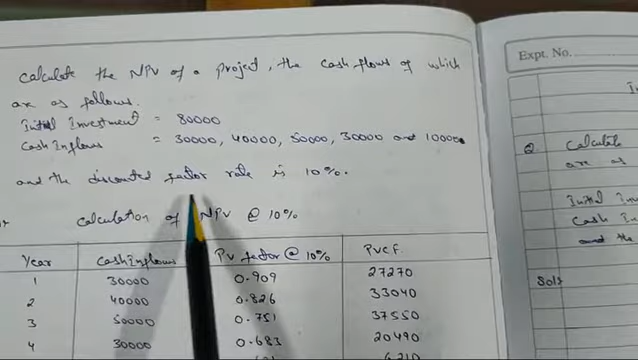 Calculate the NPV of a project, the cash flows of which
are as follows.
Initial Investment = 80000
Cash Inflows = 30000, 40000, 50000, 30000 and 10000
and the discounted factor rate is 10%.
Calculation of NPV @ 10%
Year Cash Inflows PV factor @ 10% PVCF
1 30000 0.909 27270
2 40000 0.826 33040
3 50000 0.751 37550
4 30000 0.683 20490
6210
Expt. No.
Q Calculate
are as
Initial Inv
Cash In
and the
Sol: